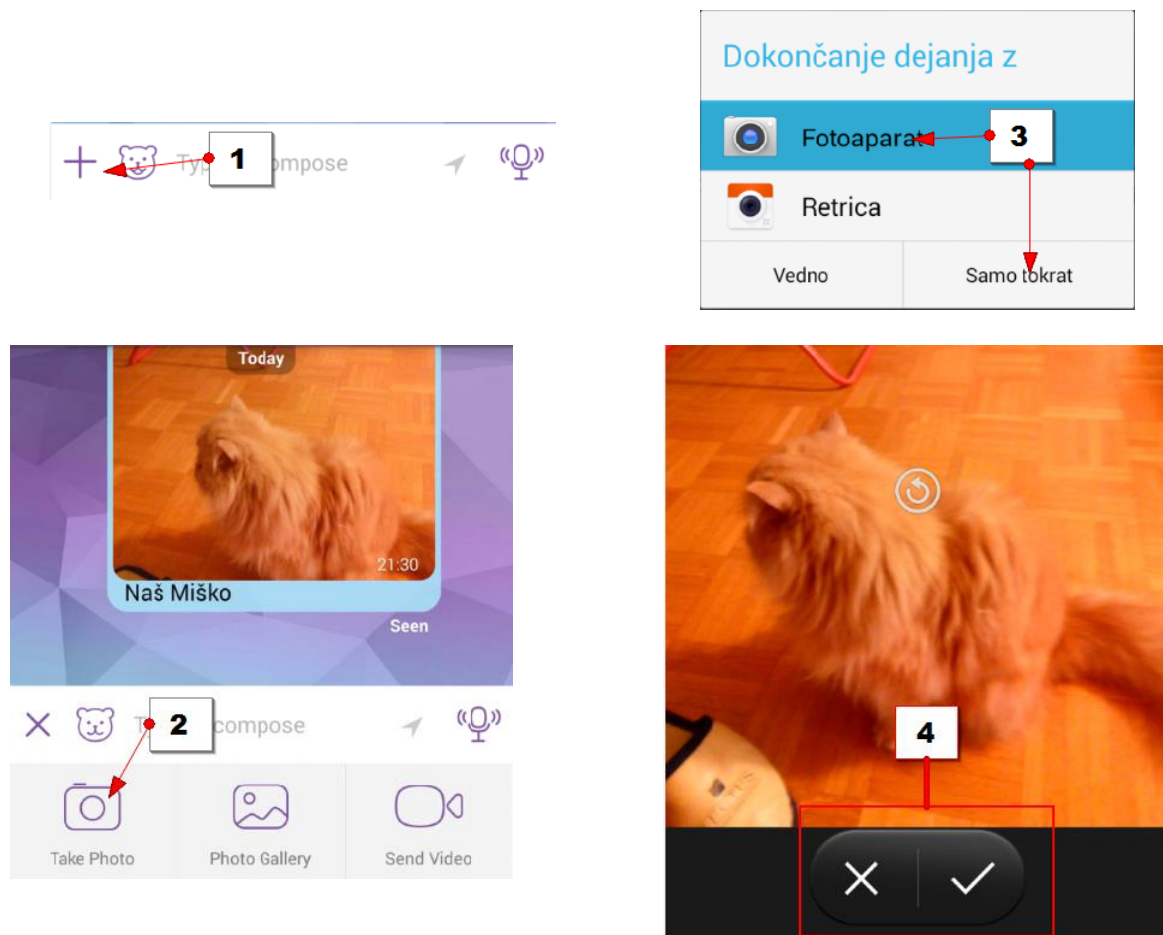 1
Typ ompose
Dokončanje dejanja z
Fotoaparat
3
Retrica
Vedno
Samo tokrat
Today
21:30
Naš Miško
Seen
2
T compose
Take Photo
Photo Gallery
Send Video
4